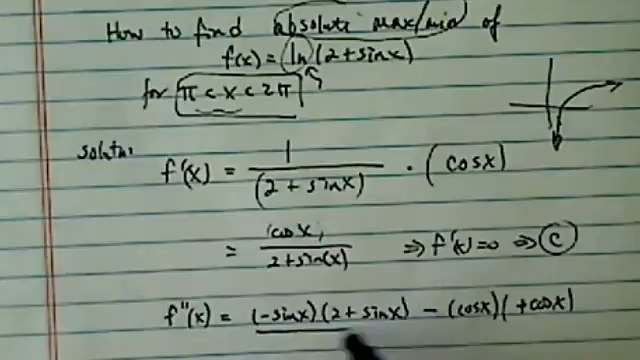 How to find absolute max/min of
f(x) = ln (2+sinx)
for π < x < 2π
solutn:
f'(x) = 1 / (2 + sinx) · (cosx)
= cosx / 2+sin(x) ⇒ f'(x)=0 ⇒ c
f''(x) = (-sinx)(2+sinx) - (cosx)(+cosx)